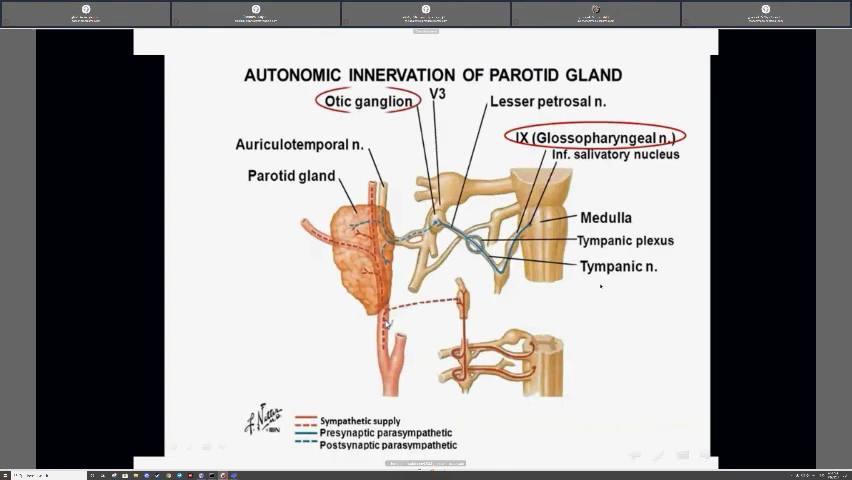 AUTONOMIC INNERVATION OF PAROTID GLAND
Otic ganglion
V3
Lesser petrosal n.
IX (Glossopharyngeal n.)
Inf. salivatory nucleus
Auriculotemporal n.
Parotid gland
Medulla
Tympanic plexus
Tympanic n.
Sympathetic supply
Presynaptic parasympathetic
Postsynaptic parasympathetic